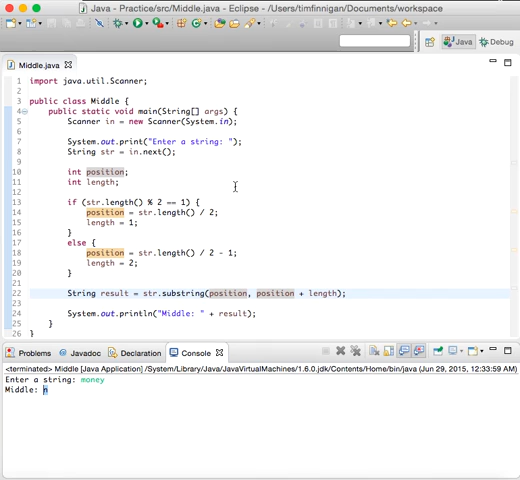 Java - Practice/src/Middle.java - Eclipse - /Users/timfinnigan/Documents/workspace
Java Debug
Middle.java
1 import java.util.Scanner;
2
3 public class Middle {
4 public static void main(String[] args) {
5 Scanner in = new Scanner(System.in);
6
7 System.out.print("Enter a string: ");
8 String str = in.next();
9
10 int position;
11 int length;
12
13 if (str.length() % 2 == 1) {
14 position = str.length() / 2;
15 length = 1;
16 }
17 else {
18 position = str.length() / 2 - 1;
19 length = 2;
20 }
21
22 String result = str.substring(position, position + length);
23
24 System.out.println("Middle: " + result);
25 }
26 }
Problems Javadoc Declaration Console
<terminated> Middle [Java Application] /System/Library/Java/JavaVirtualMachines/1.6.0.jdk/Contents/Home/bin/java (Jun 29, 2015, 12:33:59 AM)
Enter a string: money
Middle: n